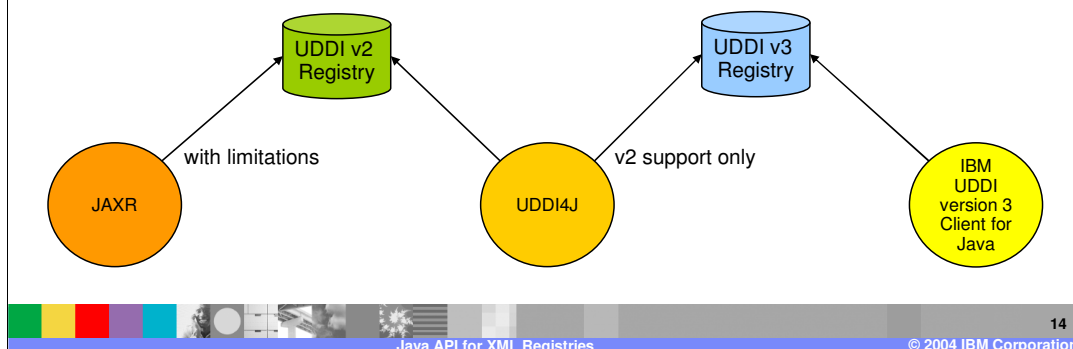 UDDI v2
Registry
UDDI v3
Registry
with limitations
v2 support only
JAXR
UDDI4J
IBM
UDDI
version 3
Client for
Java
14
Java API for XML Registries
© 2004 IBM Corporation